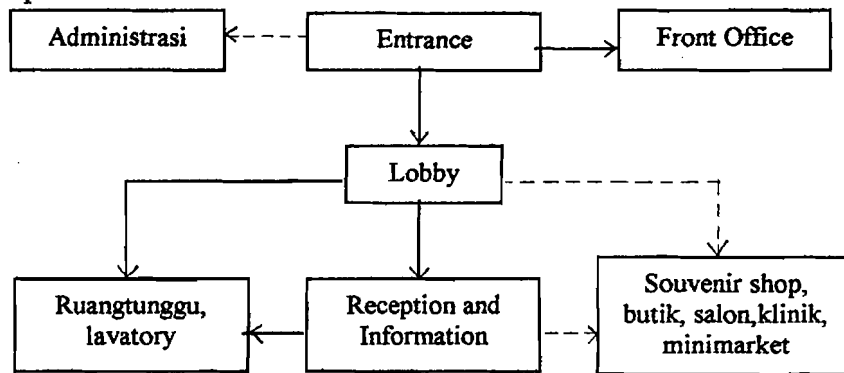 Administrasi
Entrance
Front Office
Lobby
Ruangtunggu,
lavatory
Reception and
Information
Souvenir shop,
butik, salon,klinik,
minimarket